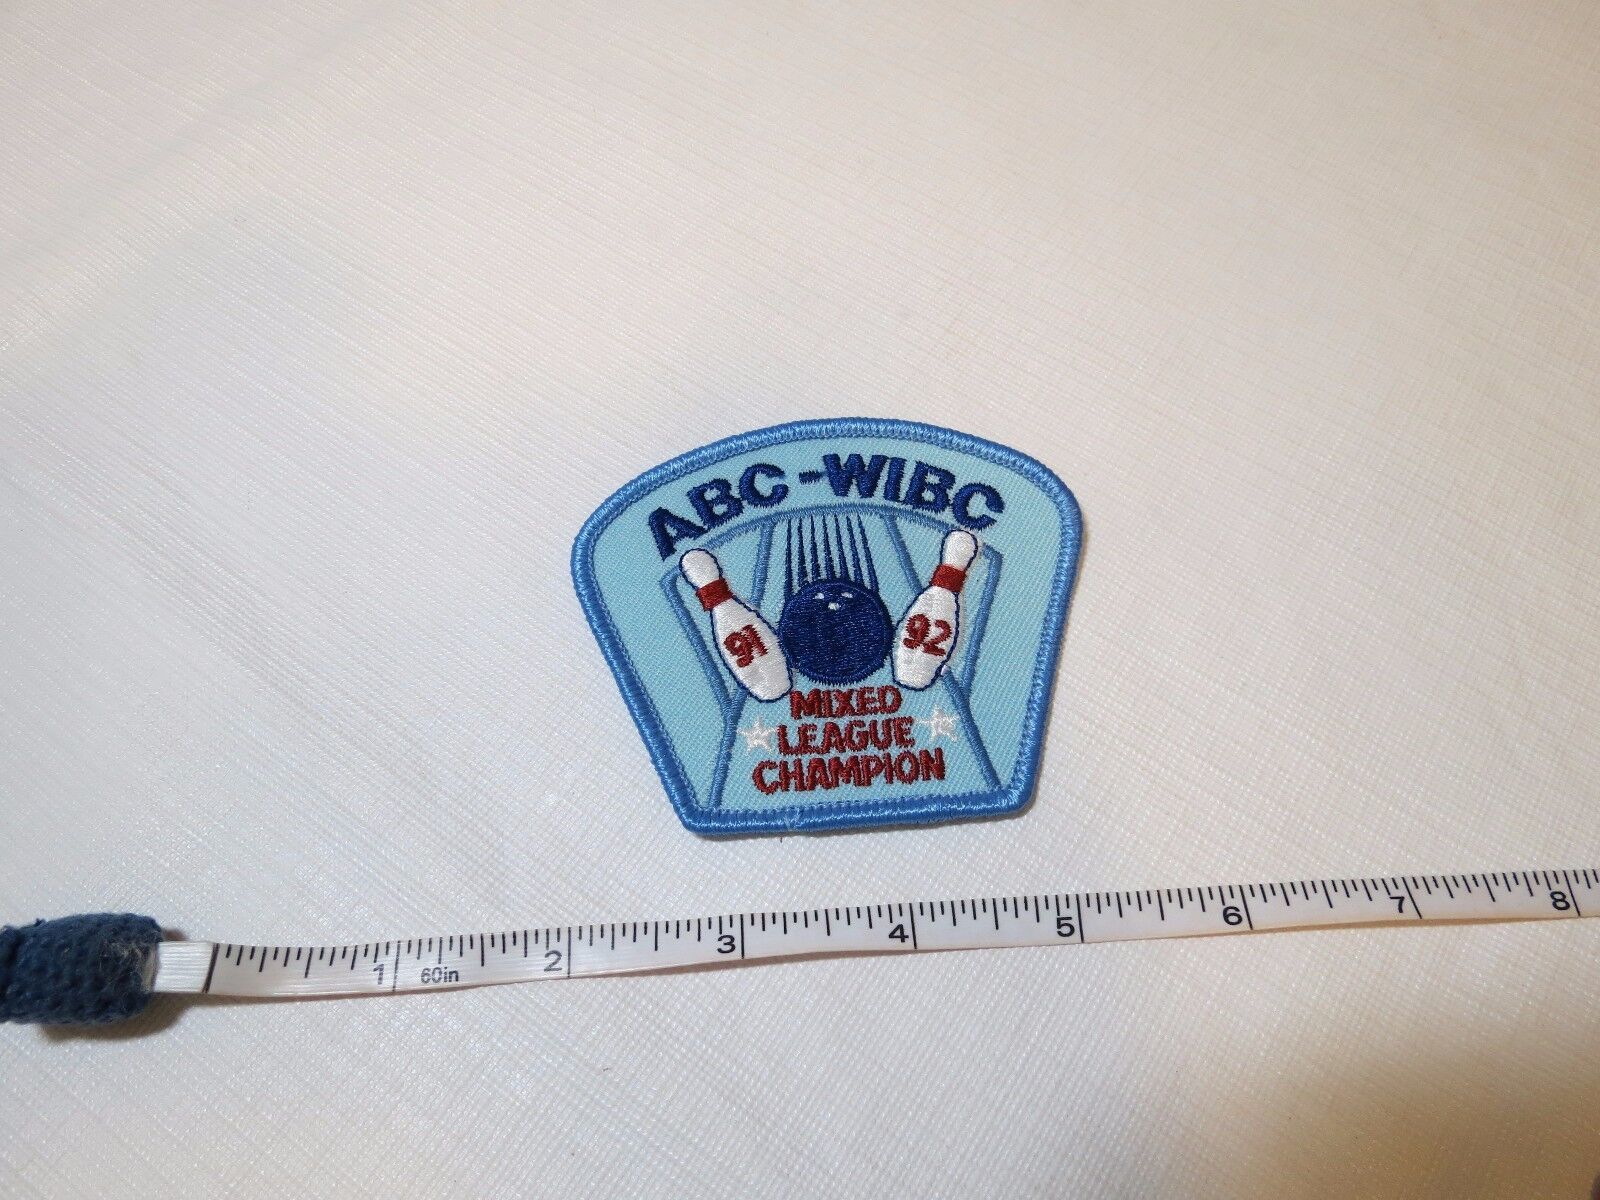 ABC-WIBC
91 92
MIXED
LEAGUE
CHAMPION
1 60in 2 3 4 5 6 7 8